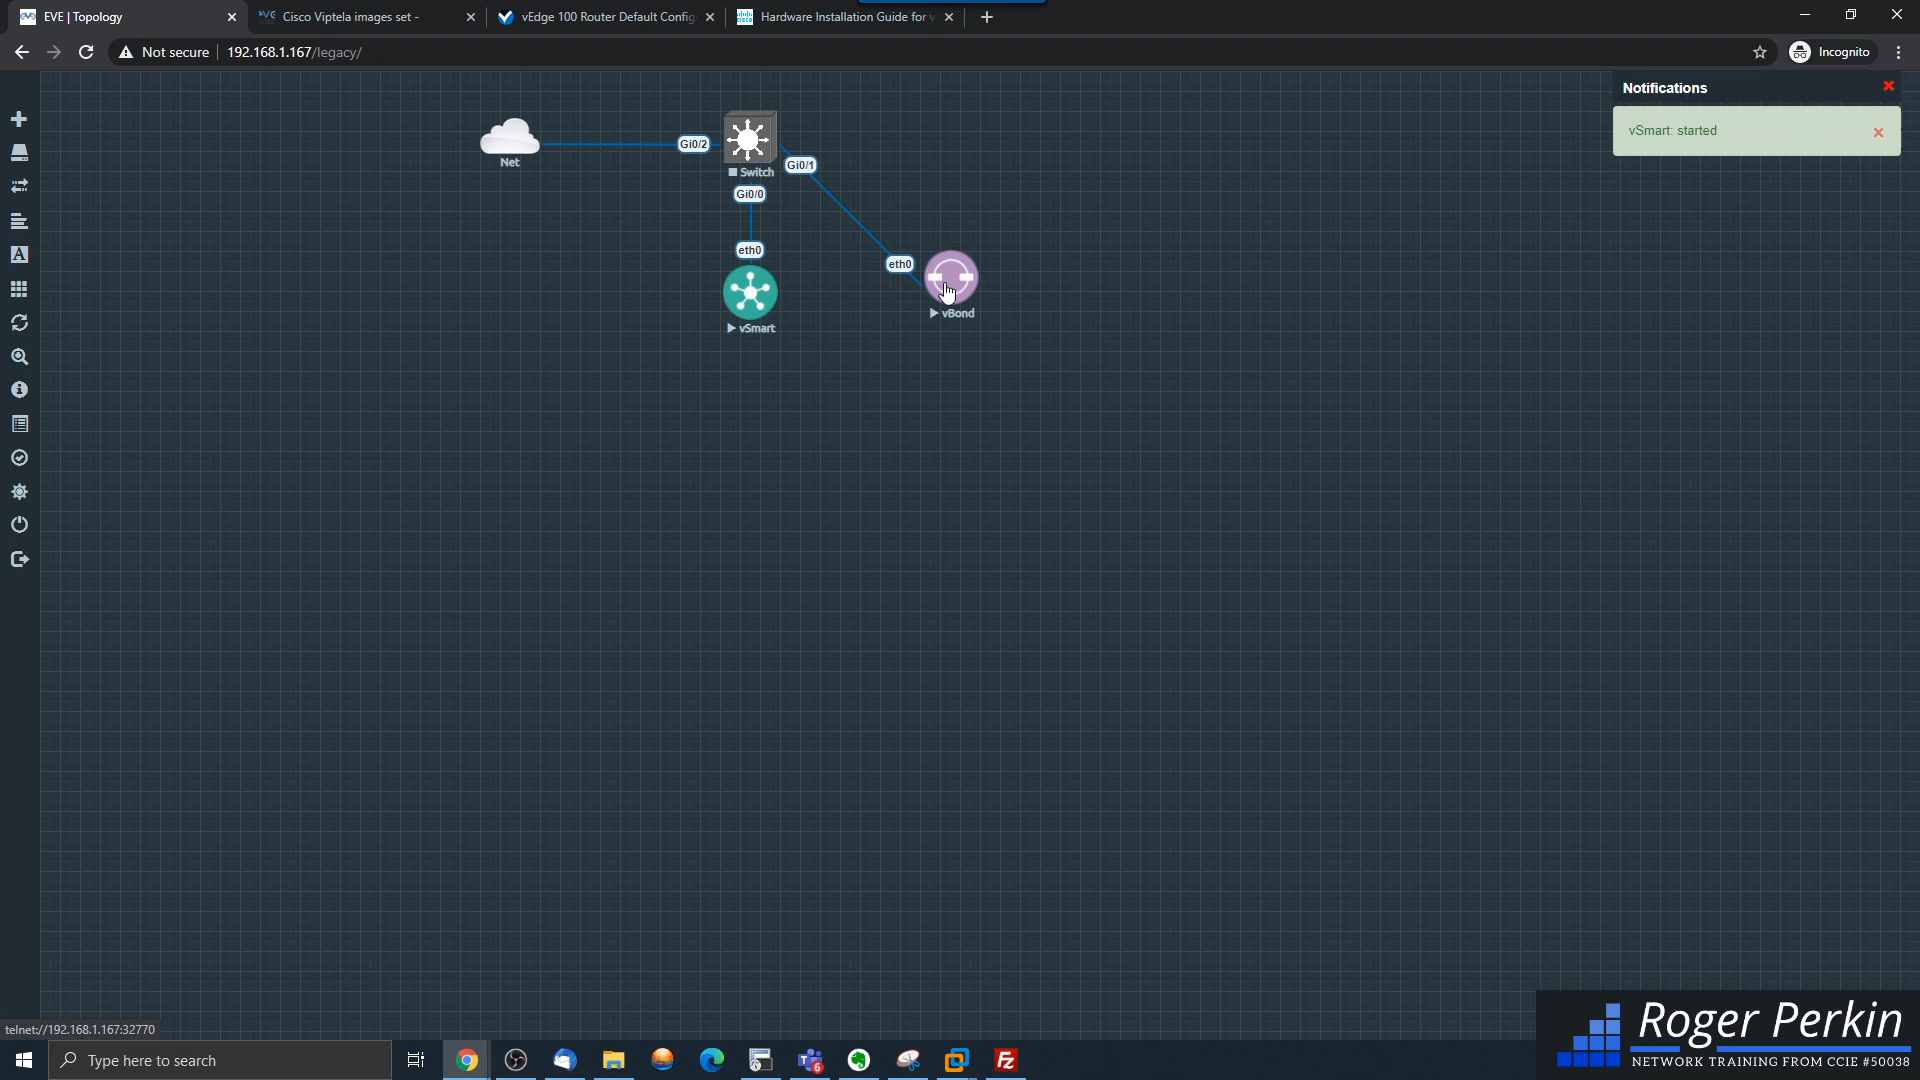 EVE | Topology
Cisco Viptela images set -
vEdge 100 Router Default Config
Hardware Installation Guide for v
Not secure
192.168.1.167/legacy/
Incognito
Notifications
vSmart: started
Net
Gi0/2
Switch
Gi0/1
Gi0/0
eth0
eth0
vBond
vSmart
telnet://192.168.1.167:32770
Type here to search
6
Roger Perkin
NETWORK TRAINING FROM CCIE #50038